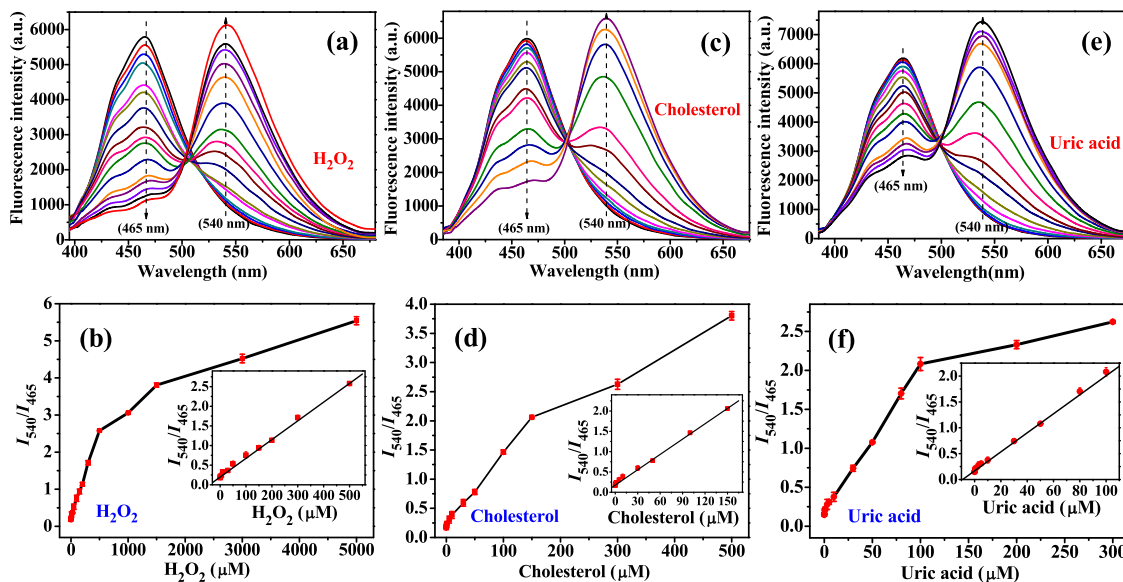 (a)
Fluorescence intensity (a.u.)
6000
5000
4000
3000
2000
1000
0
H₂O₂
(465 nm)
(540 nm)
400 450 500 550 600 650
Wavelength (nm)
(c)
Fluorescence intensity (a.u.)
6000
5000
4000
3000
2000
1000
0
Cholesterol
(465 nm)
(540 nm)
400 450 500 550 600 650
Wavelength (nm)
(e)
Fluorescence intensity (a.u.)
7000
6000
5000
4000
3000
2000
1000
0
Uric acid
(465 nm)
(540 nm)
400 450 500 550 600 650
Wavelength(nm)
(b)
I₅₄₀/I₄₆₅
6
5
4
3
2
1
0
H₂O₂
0 1000 2000 3000 4000 5000
H₂O₂ (μM)
I₅₄₀/I₄₆₅
2.5
2.0
1.5
1.0
0.5
0.0
0 100 200 300 400 500
H₂O₂ (μM)
(d)
I₅₄₀/I₄₆₅
4.0
3.5
3.0
2.5
2.0
1.5
1.0
0.5
0.0
Cholesterol
0 100 200 300 400 500
Cholesterol (μM)
I₅₄₀/I₄₆₅
2.0
1.6
1.2
0.8
0.4
0.0
0 30 60 90 120 150
Cholesterol (μM)
(f)
I₅₄₀/I₄₆₅
2.5
2.0
1.5
1.0
0.5
0.0
Uric acid
0 50 100 150 200 250 300
Uric acid (μM)
I₅₄₀/I₄₆₅
2.0
1.5
1.0
0.5
0.0
0 20 40 60 80 100
Uric acid (μM)